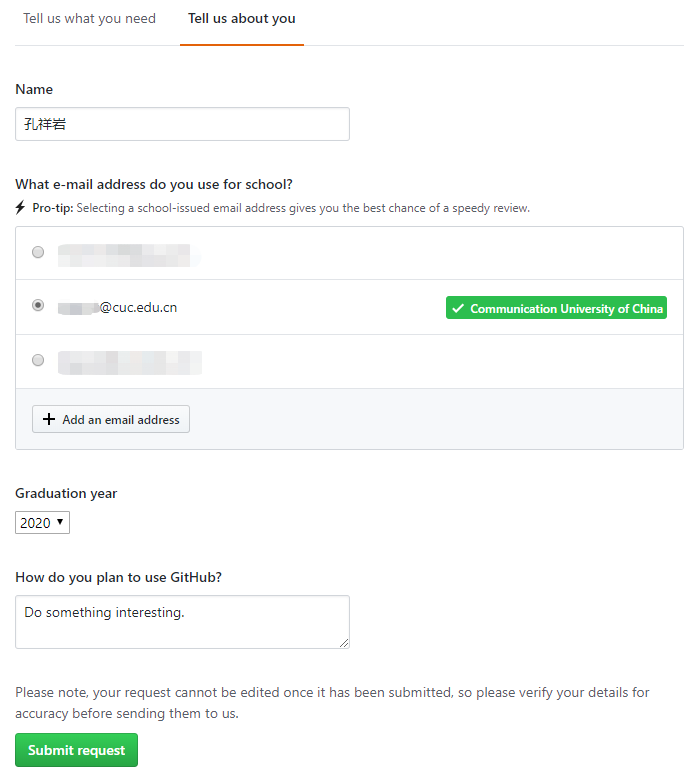 Tell us what you need
Tell us about you
Name
孔祥岩
What e-mail address do you use for school?
Pro-tip: Selecting a school-issued email address gives you the best chance of a speedy review.
@cuc.edu.cn
Communication University of China
Add an email address
Graduation year
2020
How do you plan to use GitHub?
Do something interesting.
Please note, your request cannot be edited once it has been submitted, so please verify your details for
accuracy before sending them to us.
Submit request